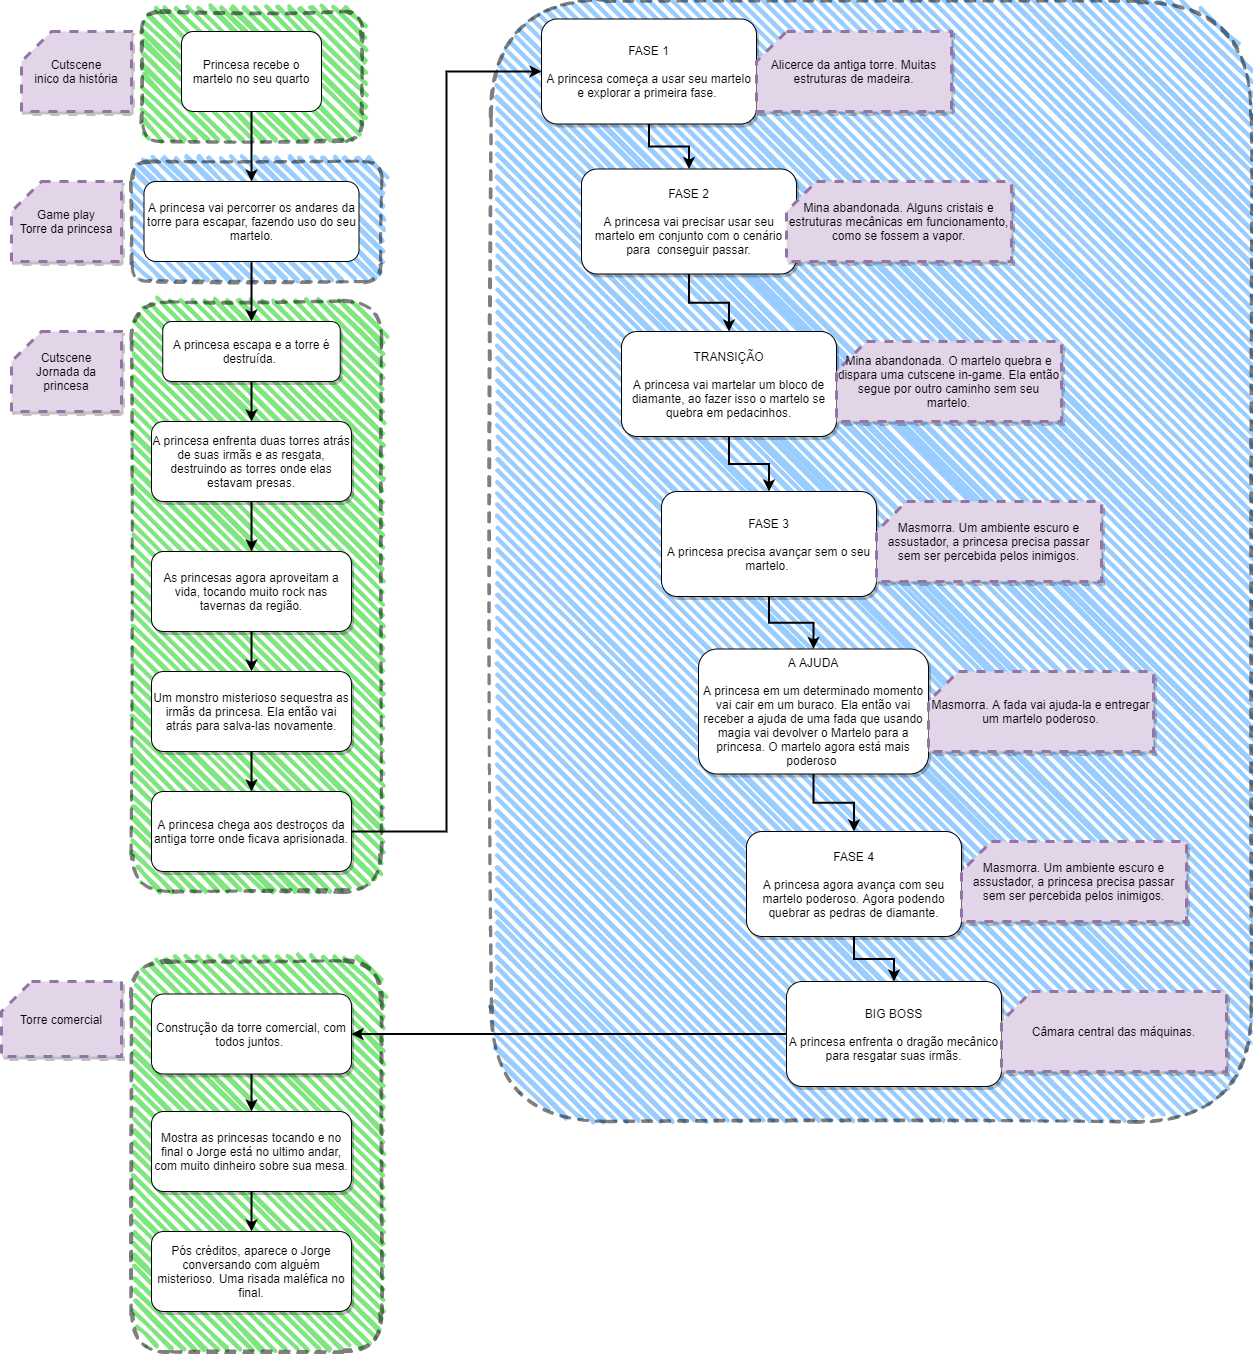 Cutscene
inico da história
Princesa recebe o
martelo no seu quarto
Game play
Torre da princesa
A princesa vai percorrer os andares da
torre para escapar, fazendo uso do seu
martelo.
Cutscene
Jornada da
princesa
A princesa escapa e a torre é
destruída.
A princesa enfrenta duas torres atrás
de suas irmãs e as resgata,
destruindo as torres onde elas
estavam presas.
As princesas agora aproveitam a
vida, tocando muito rock nas
tavernas da região.
Um monstro misterioso sequestra as
irmãs da princesa. Ela então vai
atrás para salva-las novamente.
A princesa chega aos destroços da
antiga torre onde ficava aprisionada.
FASE 1
A princesa começa a usar seu martelo
e explorar a primeira fase.
Alicerce da antiga torre. Muitas
estruturas de madeira.
FASE 2
A princesa vai precisar usar seu
martelo em conjunto com o cenário
para conseguir passar.
Mina abandonada. Alguns cristais e
estruturas mecânicas em funcionamento,
como se fossem a vapor.
TRANSIÇÃO
A princesa vai martelar um bloco de
diamante, ao fazer isso o martelo se
quebra em pedacinhos.
Mina abandonada. O martelo quebra e
dispara uma cutscene in-game. Ela então
segue por outro caminho sem seu
martelo.
FASE 3
A princesa precisa avançar sem o seu
martelo.
Masmorra. Um ambiente escuro e
assustador, a princesa precisa passar
sem ser percebida pelos inimigos.
A AJUDA
A princesa em um determinado momento
vai cair em um buraco. Ela então vai
receber a ajuda de uma fada que usando
magia vai devolver o Martelo para a
princesa. O martelo agora está mais
poderoso
Masmorra. A fada vai ajuda-la e entregar
um martelo poderoso.
FASE 4
A princesa agora avança com seu
martelo poderoso. Agora podendo
quebrar as pedras de diamante.
Masmorra. Um ambiente escuro e
assustador, a princesa precisa passar
sem ser percebida pelos inimigos.
BIG BOSS
A princesa enfrenta o dragão mecânico
para resgatar suas irmãs.
Câmara central das máquinas.
Torre comercial
Construção da torre comercial, com
todos juntos.
Mostra as princesas tocando e no
final o Jorge está no ultimo andar,
com muito dinheiro sobre sua mesa.
Pós créditos, aparece o Jorge
conversando com alguém
misterioso. Uma risada maléfica no
final.